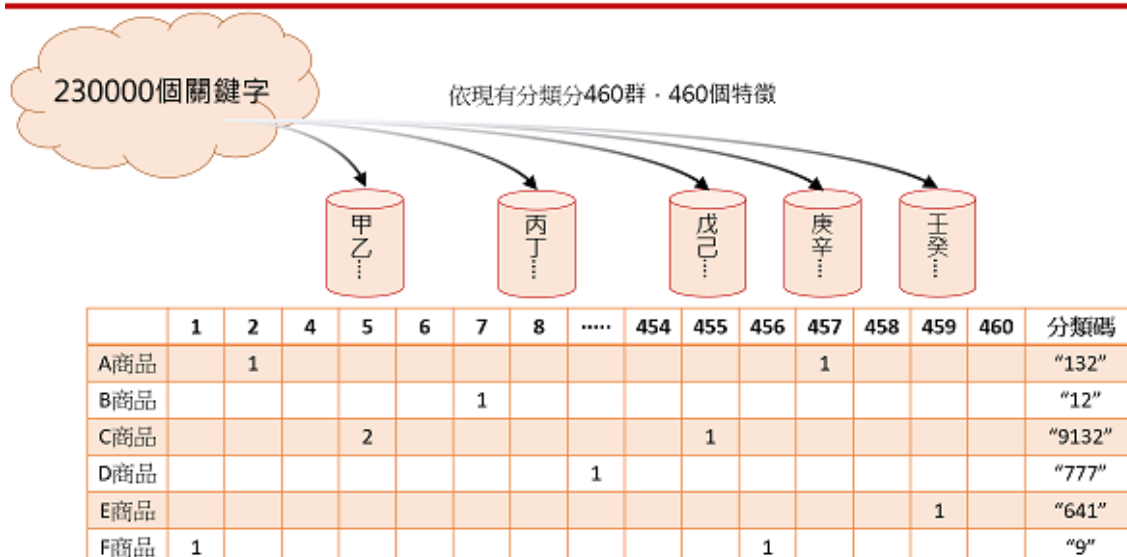 230000個關鍵字
依現有分類分460群，460個特徵
甲乙……
丙丁……
戊己……
庚辛……
壬癸……
1 2 4 5 6 7 8 ····· 454 455 456 457 458 459 460 分類碼
A商品 1 1 "132"
B商品 1 "12"
C商品 2 1 "9132"
D商品 1 "777"
E商品 1 "641"
F商品 1 1 "9"